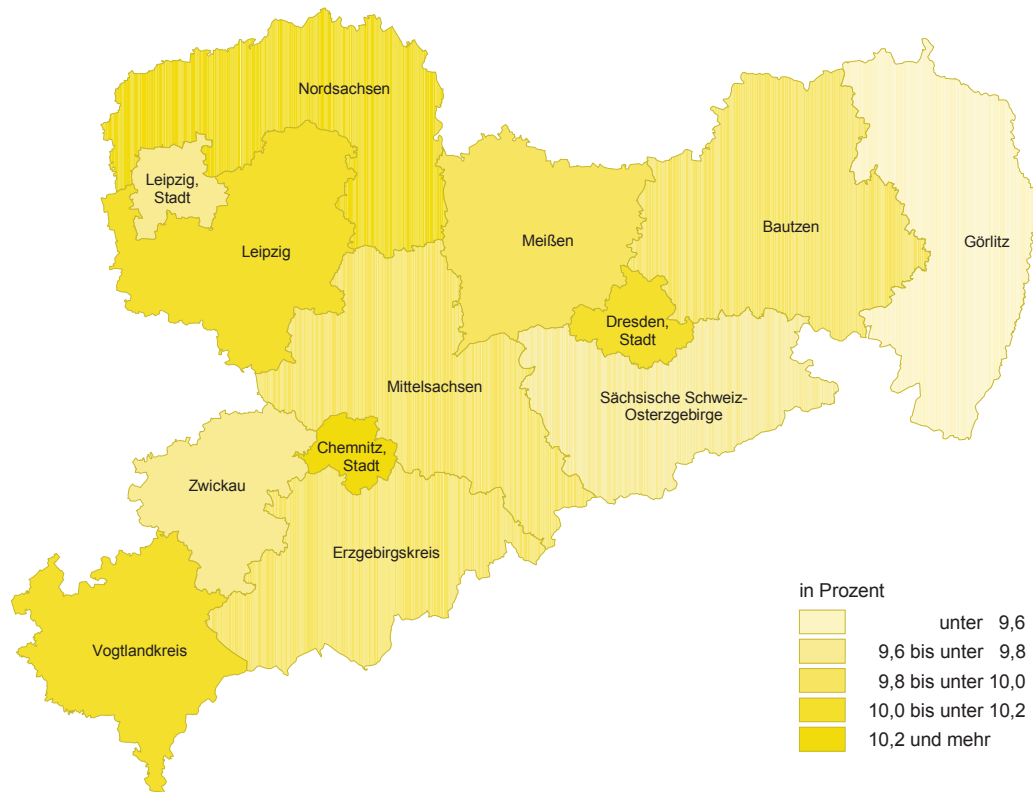 Nordsachsen
Leipzig,
Stadt
Leipzig
Meißen
Bautzen
Görlitz
Dresden,
Stadt
Mittelsachsen
Sächsische Schweiz-
Osterzgebirge
Chemnitz,
Stadt
Zwickau
Erzgebirgskreis
Vogtlandkreis
in Prozent
unter 9,6
9,6 bis unter 9,8
9,8 bis unter 10,0
10,0 bis unter 10,2
10,2 und mehr